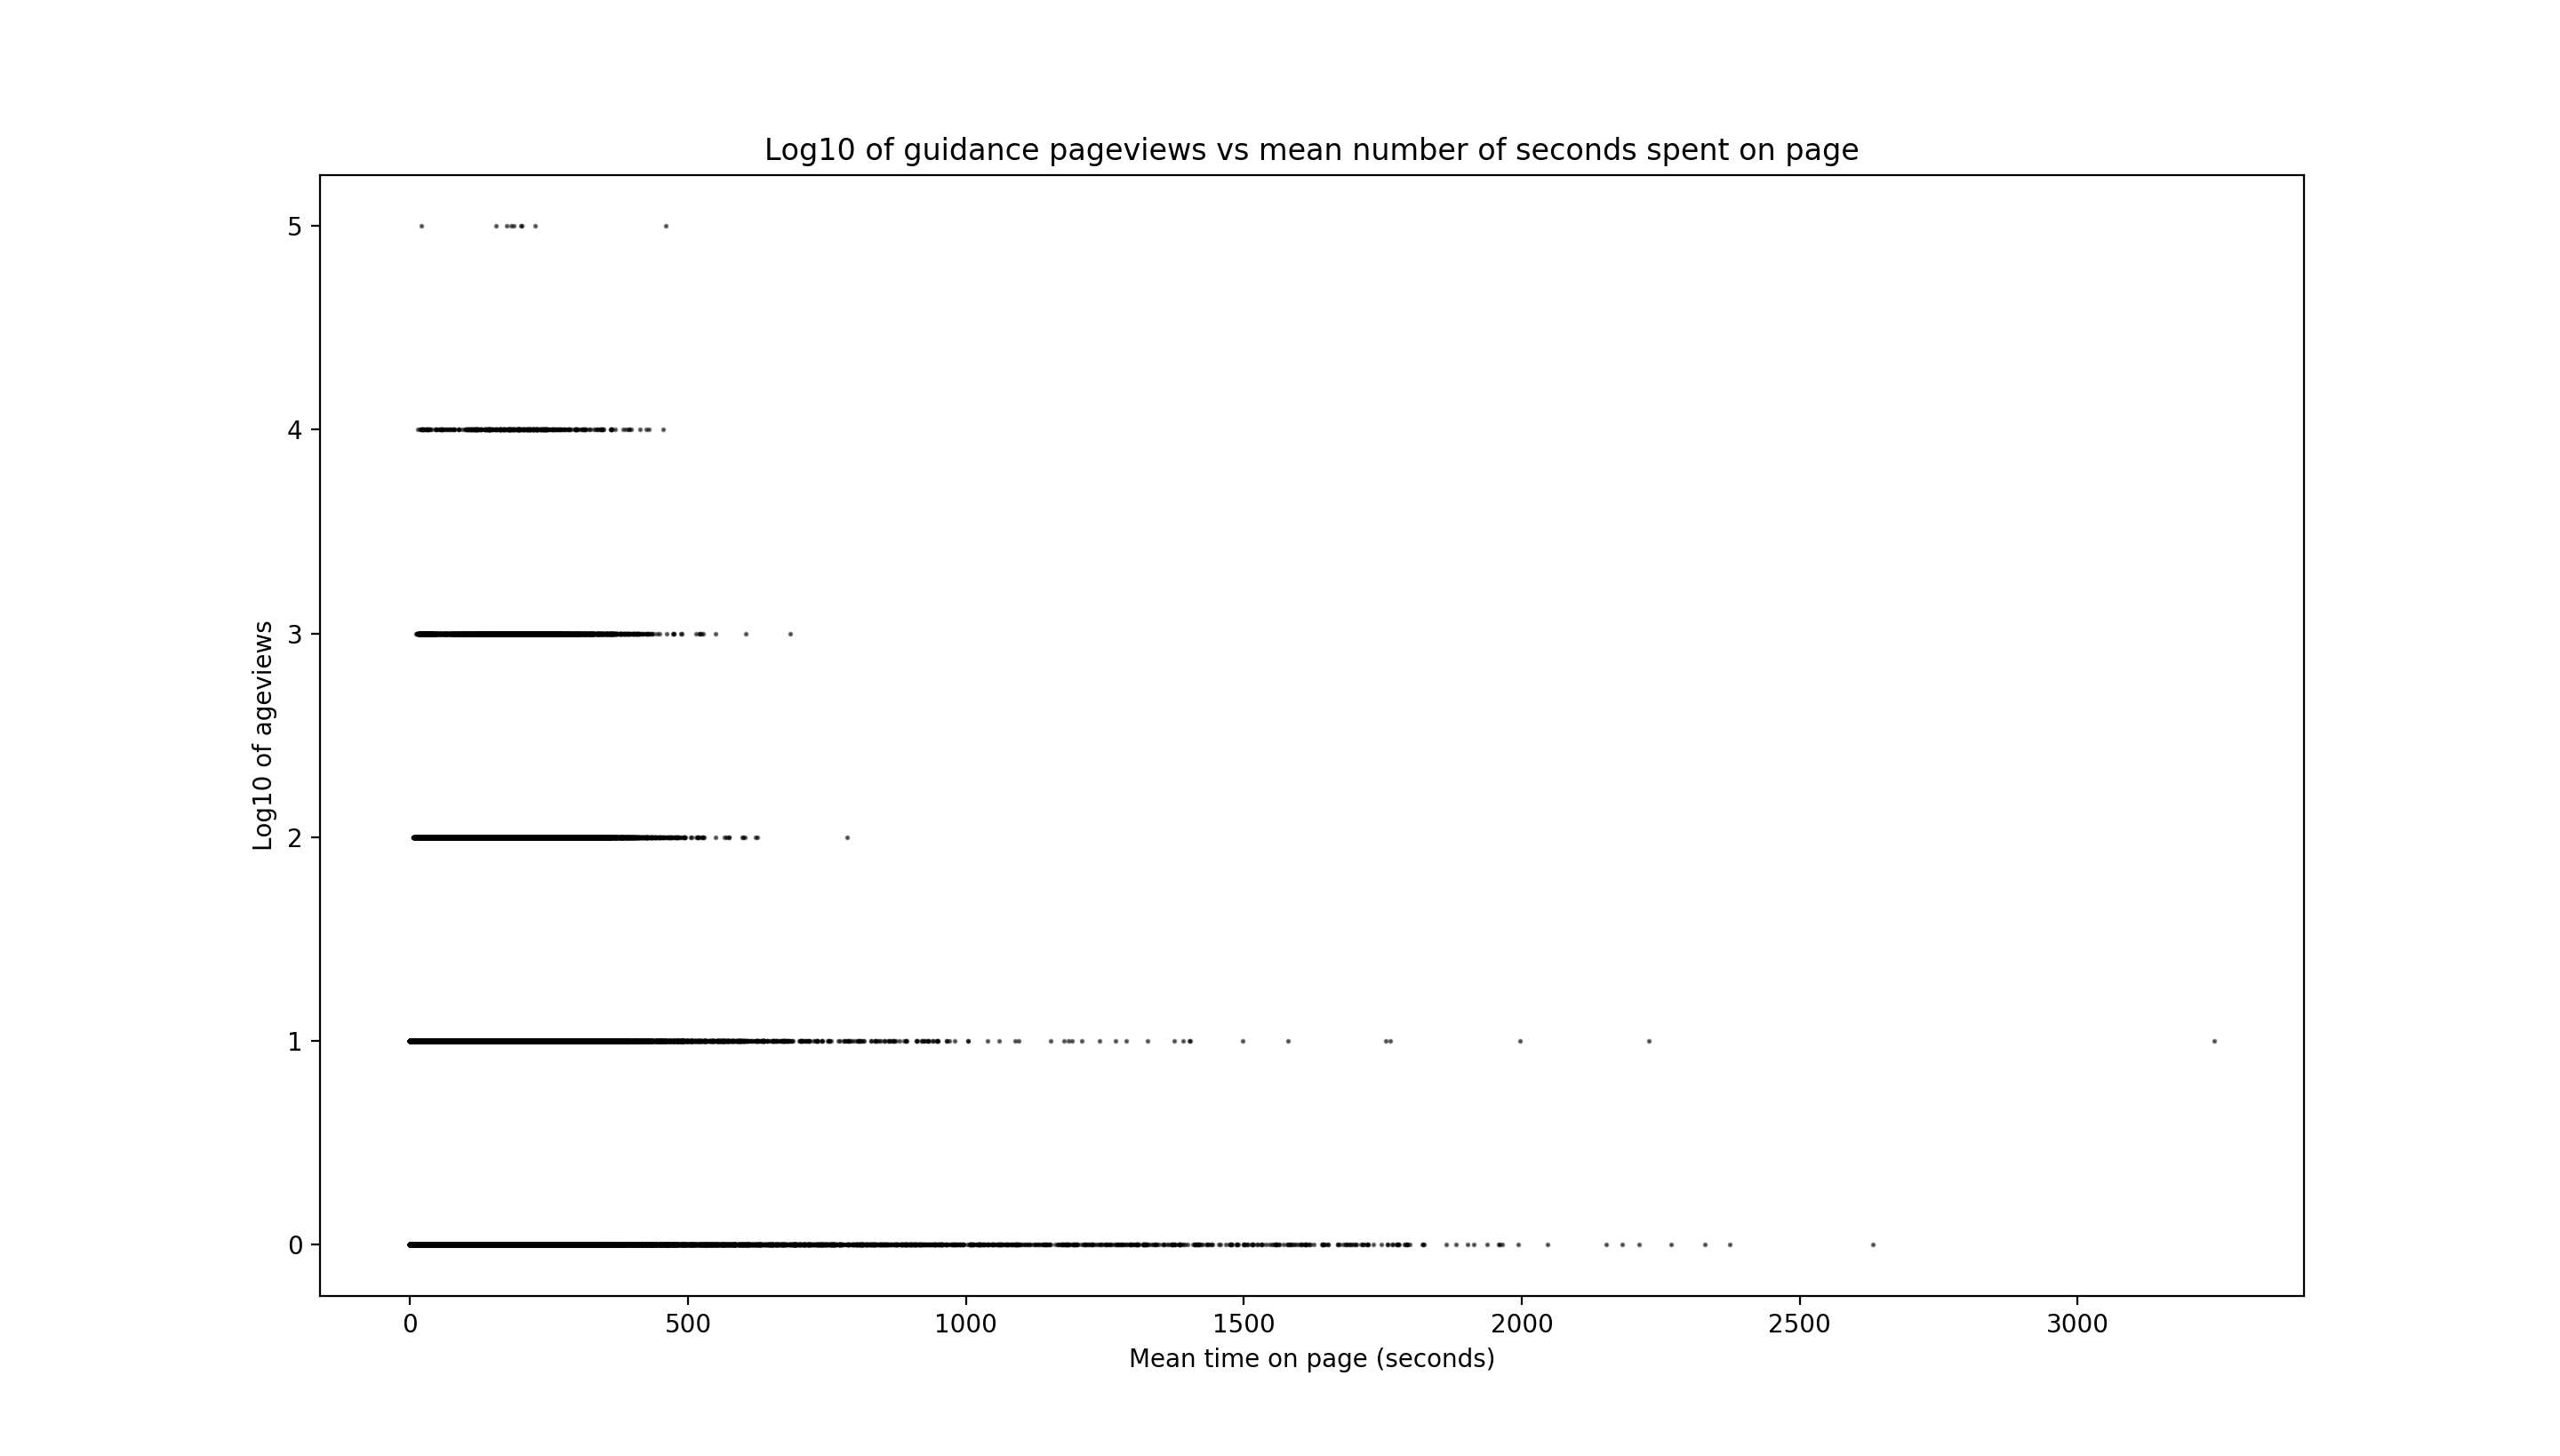 Log10 of guidance pageviews vs mean number of seconds spent on page
Log10 of ageviews
5
4
3
2
1
0
0 500 1000 1500 2000 2500 3000
Mean time on page (seconds)